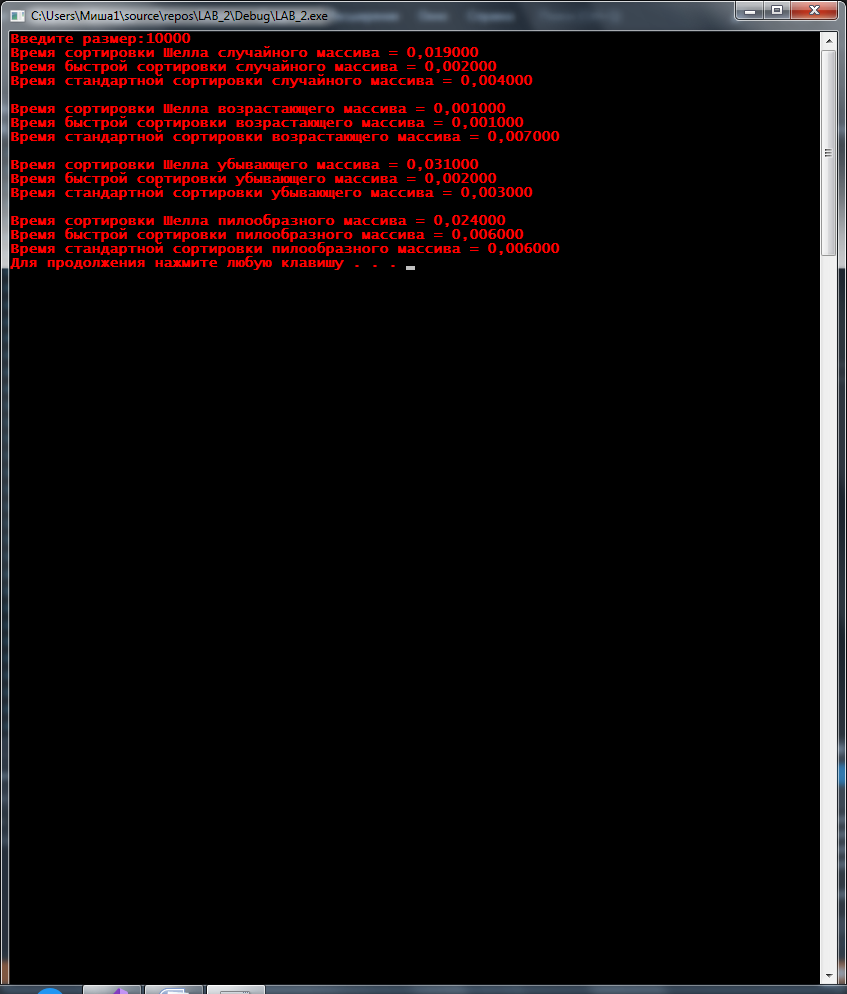 C:\Users\Миша1\source\repos\LAB_2\Debug\LAB_2.exe
Введите размер:10000
Время сортировки Шелла случайного массива = 0,019000
Время быстрой сортировки случайного массива = 0,002000
Время стандартной сортировки случайного массива = 0,004000
Время сортировки Шелла возрастающего массива = 0,001000
Время быстрой сортировки возрастающего массива = 0,001000
Время стандартной сортировки возрастающего массива = 0,007000
Время сортировки Шелла убывающего массива = 0,031000
Время быстрой сортировки убывающего массива = 0,002000
Время стандартной сортировки убывающего массива = 0,003000
Время сортировки Шелла пилообразного массива = 0,024000
Время быстрой сортировки пилообразного массива = 0,006000
Время стандартной сортировки пилообразного массива = 0,006000
Для продолжения нажмите любую клавишу . . .